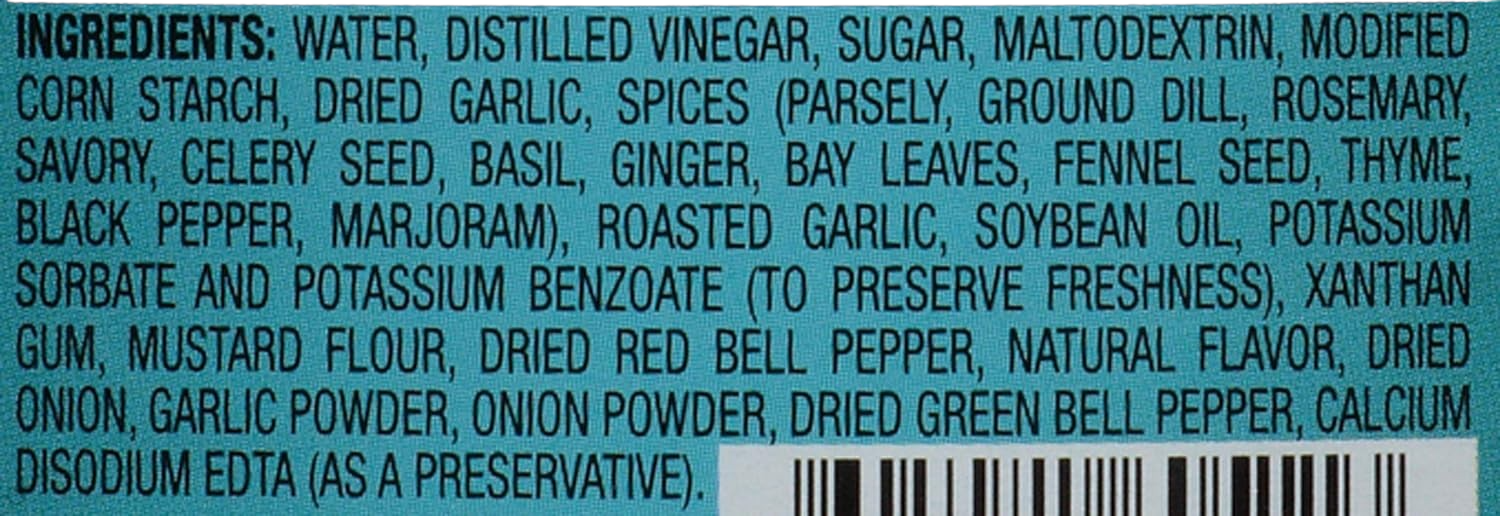 INGREDIENTS: WATER, DISTILLED VINEGAR, SUGAR, MALTODEXTRIN, MODIFIED
CORN STARCH, DRIED GARLIC, SPICES (PARSELY, GROUND DILL, ROSEMARY,
SAVORY, CELERY SEED, BASIL, GINGER, BAY LEAVES, FENNEL SEED, THYME,
BLACK PEPPER, MARJORAM), ROASTED GARLIC, SOYBEAN OIL, POTASSIUM
SORBATE AND POTASSIUM BENZOATE (TO PRESERVE FRESHNESS), XANTHAN
GUM, MUSTARD FLOUR, DRIED RED BELL PEPPER, NATURAL FLAVOR, DRIED
ONION, GARLIC POWDER, ONION POWDER, DRIED GREEN BELL PEPPER, CALCIUM
DISODIUM EDTA (AS A PRESERVATIVE).